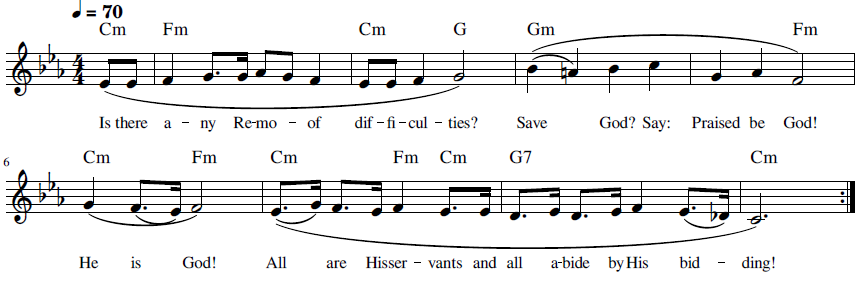 ♩ = 70
Cm Fm Cm G Gm Fm
4/4
Is there a – ny Re–mo – of dif–fi–cul–ties? Save God? Say: Praised be God!
6 Cm Fm Cm Fm Cm G7 Cm
He is God! All are Hisser–vants and all a–bide by His bid – ding!